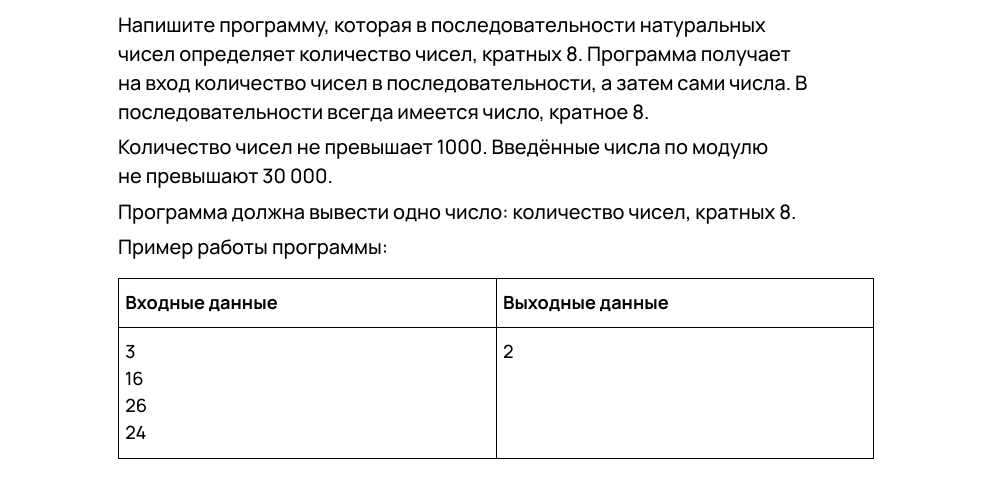 Напишите программу, которая в последовательности натуральных
чисел определяет количество чисел, кратных 8. Программа получает
на вход количество чисел в последовательности, а затем сами числа. В
последовательности всегда имеется число, кратное 8.
Количество чисел не превышает 1000. Введённые числа по модулю
не превышают 30 000.
Программа должна вывести одно число: количество чисел, кратных 8.
Пример работы программы:
Входные данные
Выходные данные
3
16
26
24
2